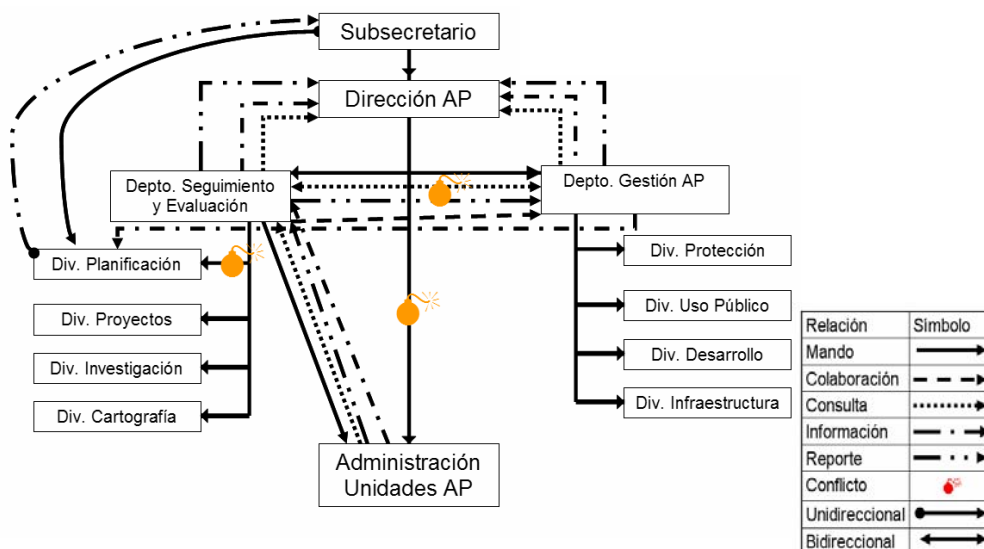 Subsecretario
Dirección AP
Depto. Seguimiento
y Evaluación
Depto. Gestión AP
Div. Planificación
Div. Proyectos
Div. Investigación
Div. Cartografía
Div. Protección
Div. Uso Público
Div. Desarrollo
Div. Infraestructura
Administración
Unidades AP
Relación Simbolo
Mando
Colaboración
Consulta
Información
Reporte
Conflicto
Unidireccional
Bidireccional